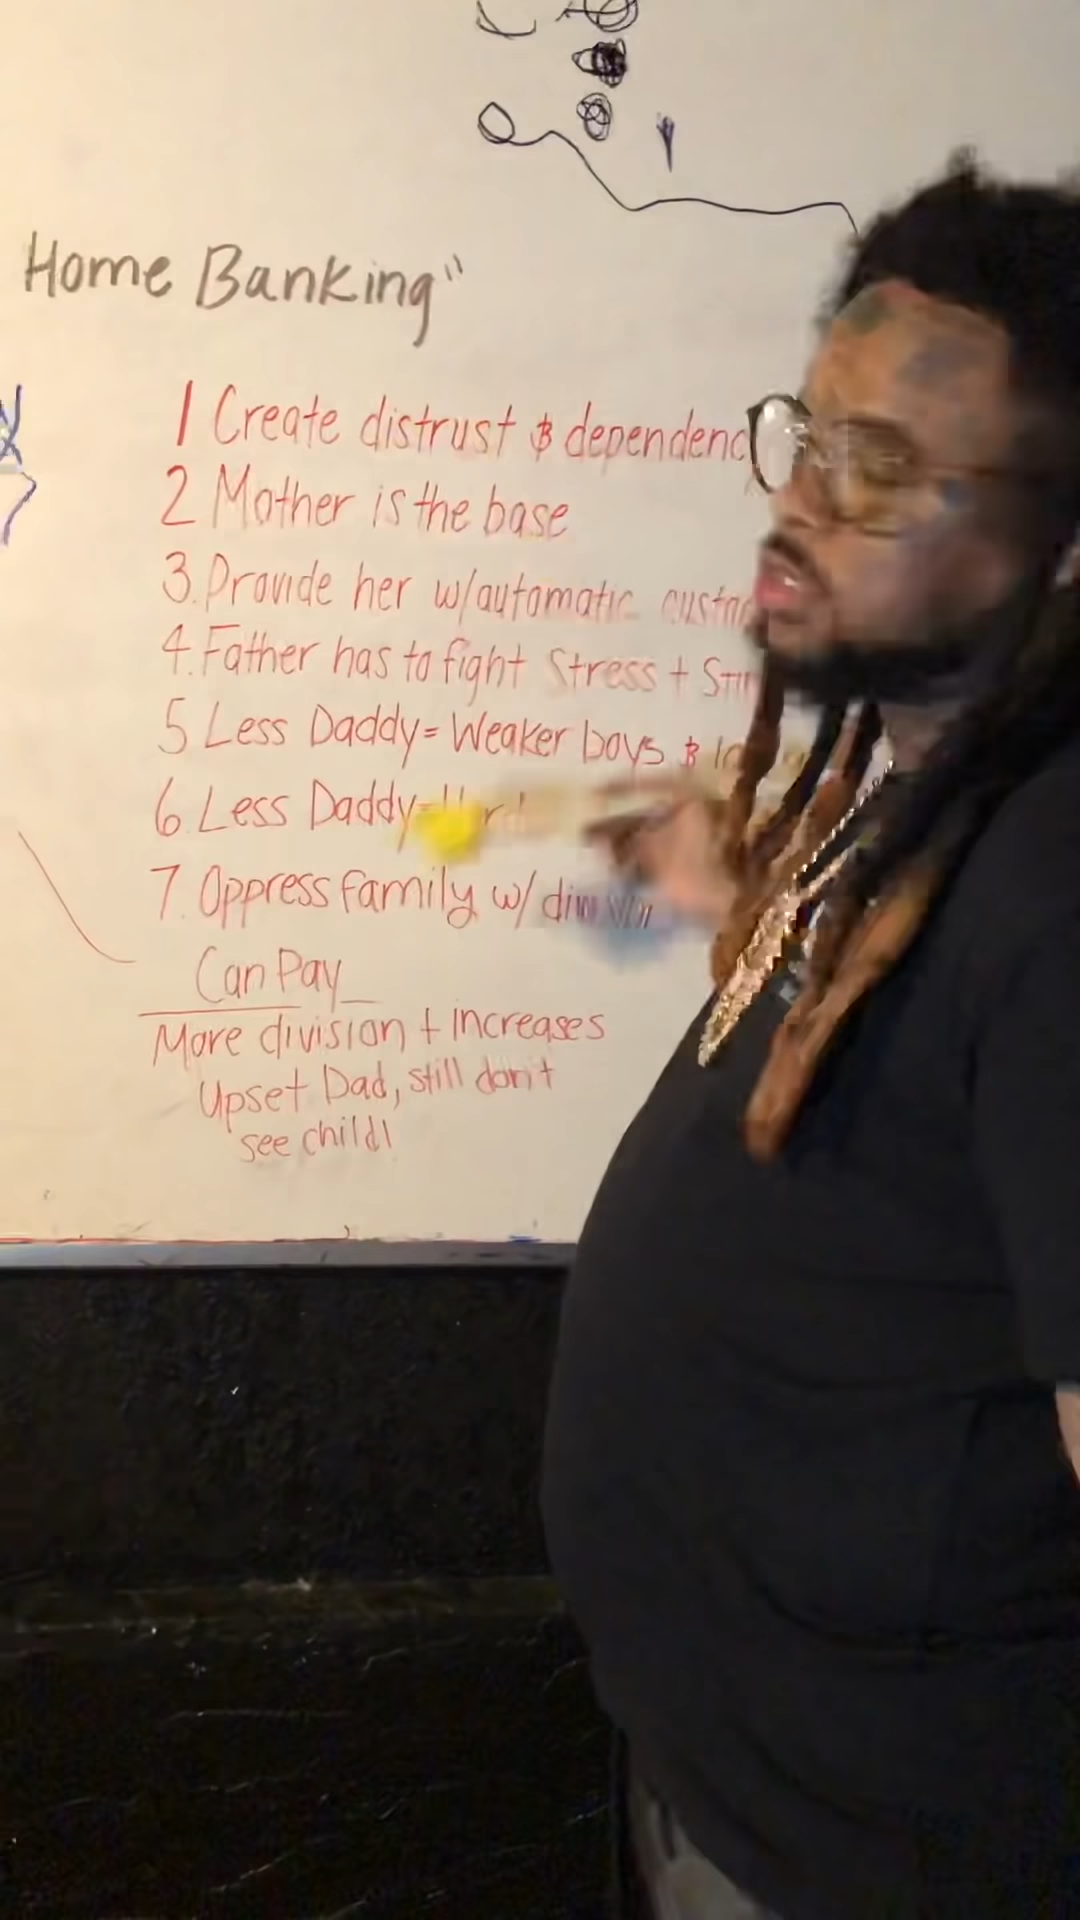 Home Banking"
1 Create distrust & dependenc
2 Mother is the base
3. Provide her w/automatic custod
4. Father has to fight Stress +
5 Less Daddy = Weaker boys &
6. Less Daddy =
7. Oppress family w/
Can Pay
More division + increases
Upset Dad, still don't
see child!